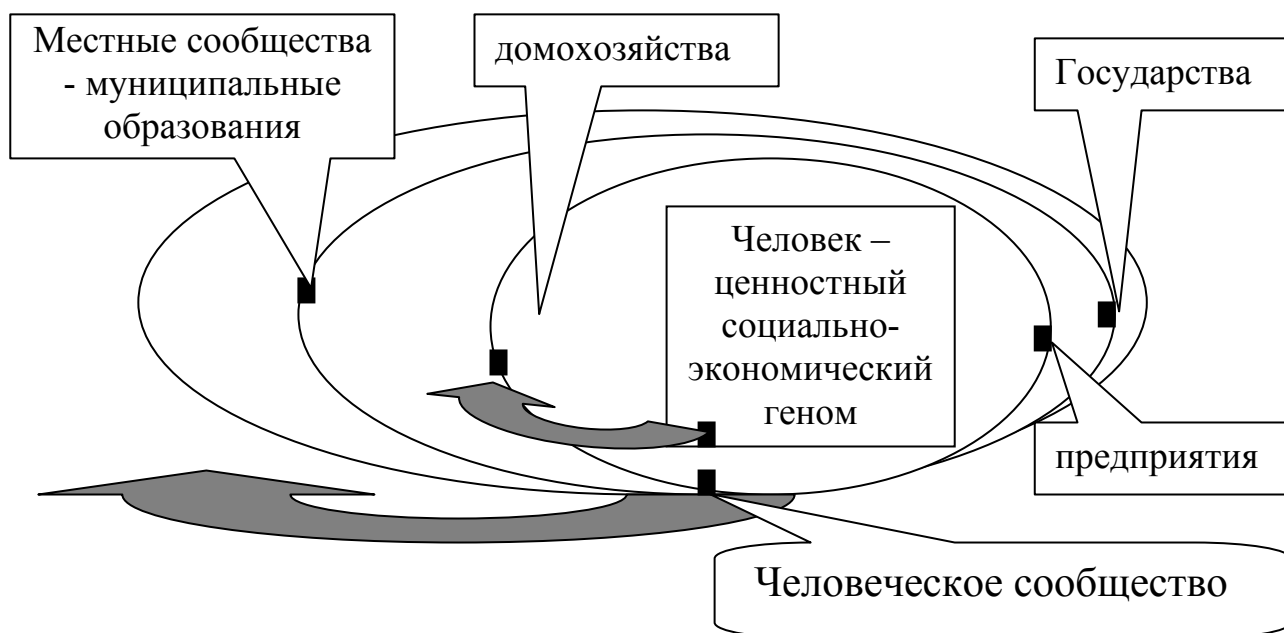 Местные сообщества
- муниципальные
образования
домохозяйства
Государства
Человек –
ценностный
социально-
экономический
геном
предприятия
Человеческое сообщество